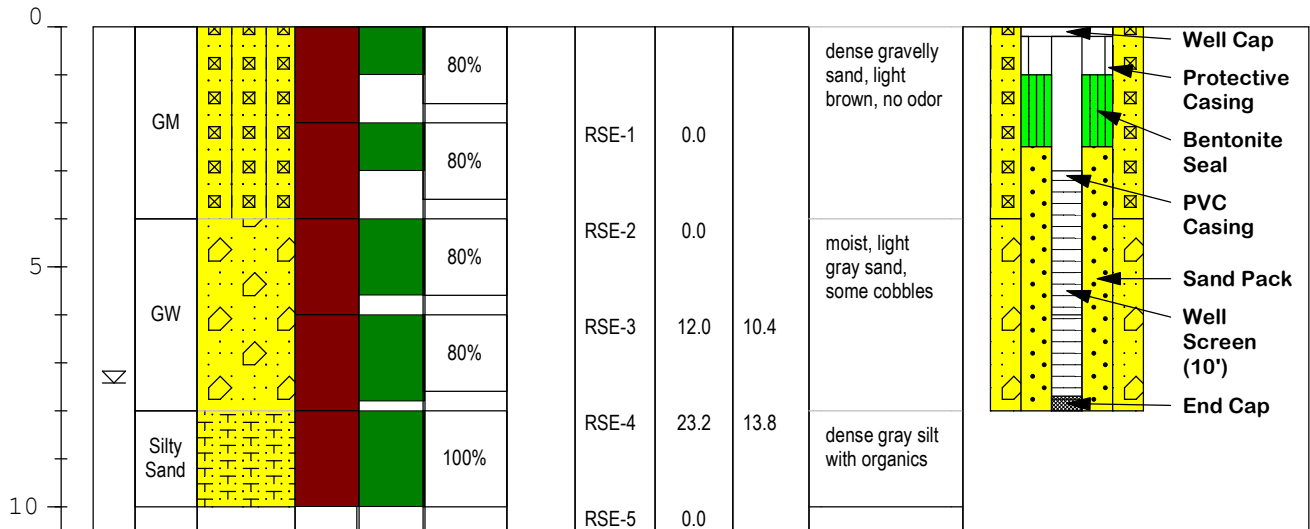 0
5
10
GM
GW
Silty
Sand
80%
80%
80%
80%
100%
RSE-1 0.0
RSE-2 0.0
RSE-3 12.0 10.4
RSE-4 23.2 13.8
RSE-5 0.0
dense gravelly
sand, light
brown, no odor
moist, light
gray sand,
some cobbles
dense gray silt
with organics
Well Cap
Protective
Casing
Bentonite
Seal
PVC
Casing
Sand Pack
Well
Screen
(10')
End Cap